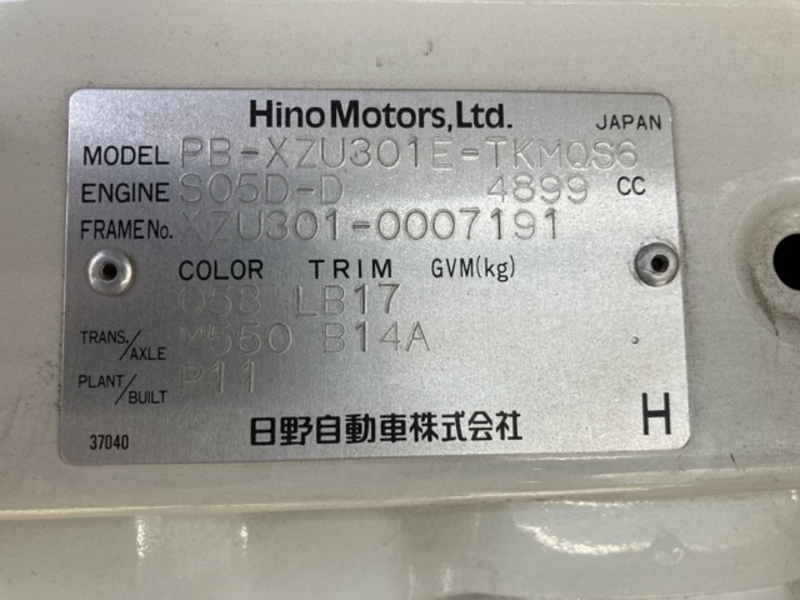 Hino Motors, Ltd.
JAPAN
MODEL PB-XZU301E-TKMQS6
ENGINE S05D-D 4899 CC
FRAME No. XZU301-0007191
COLOR TRIM GVM(kg)
058 LB17
TRANS./AXLE M550 B14A
PLANT/BUILT P11
37040
日野自動車株式会社
H